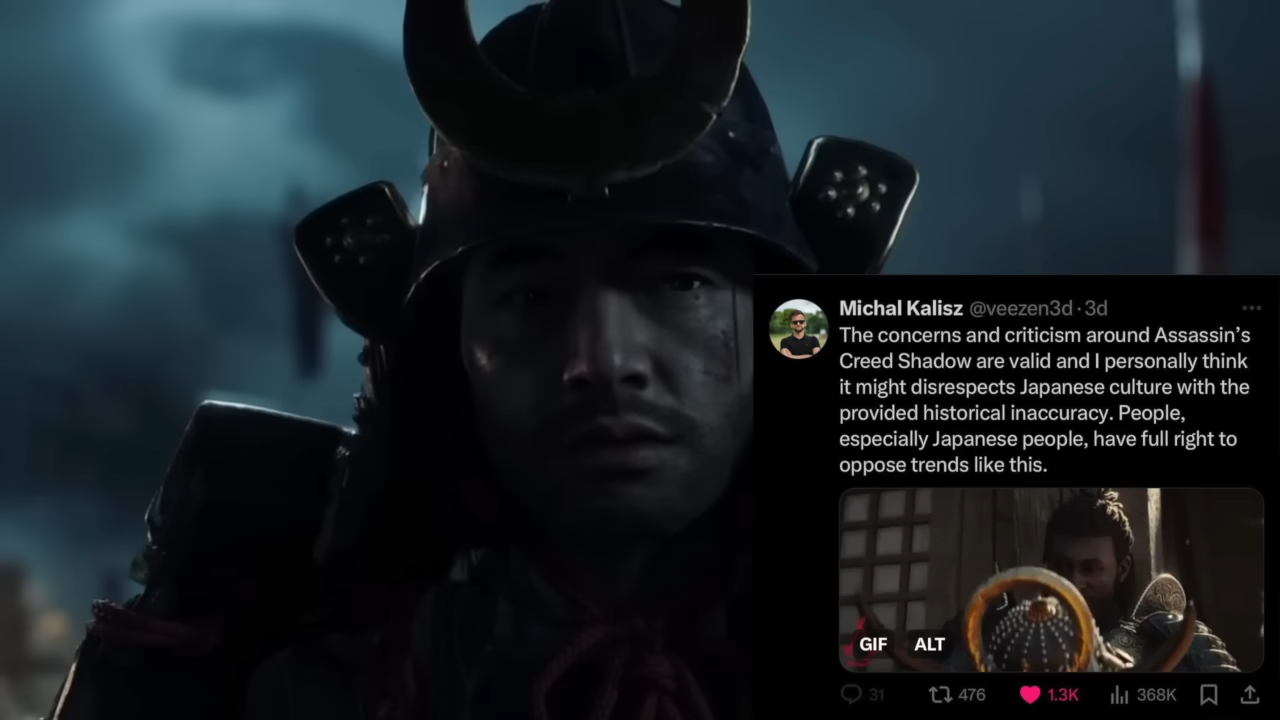 Michal Kalisz @veezen3d · 3d
The concerns and criticism around Assassin's
Creed Shadow are valid and I personally think
it might disrespects Japanese culture with the
provided historical inaccuracy. People,
especially Japanese people, have full right to
oppose trends like this.
GIF ALT
31 476 1.3K 368K